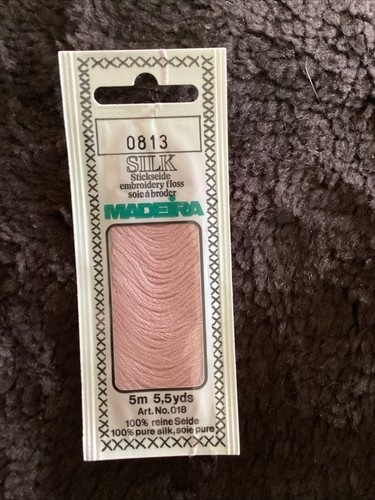 0813
SILK
Stickseide
embroidery floss
soie à broder
MADEIRA
5m 5,5yds
Art. No. 018
100% reine Seide
100% pure silk, soie pure